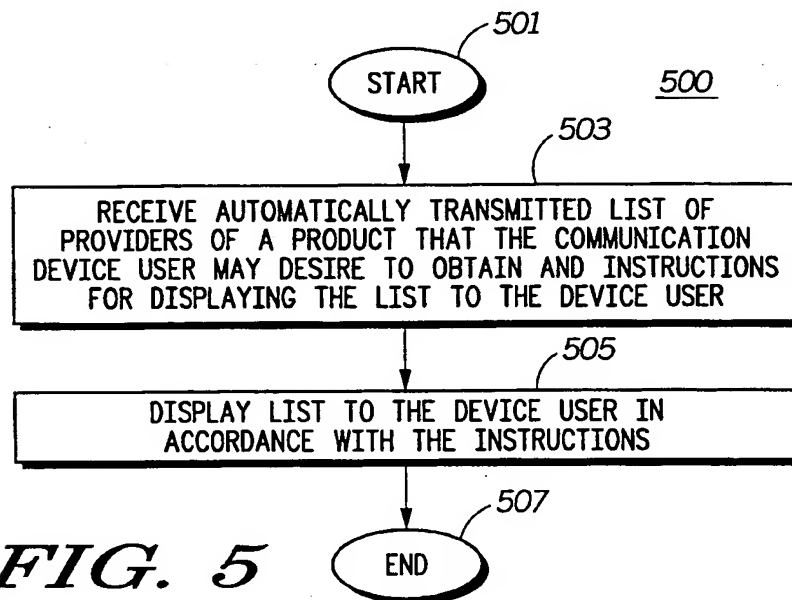 501
START
500
503
RECEIVE AUTOMATICALLY TRANSMITTED LIST OF
PROVIDERS OF A PRODUCT THAT THE COMMUNICATION
DEVICE USER MAY DESIRE TO OBTAIN AND INSTRUCTIONS
FOR DISPLAYING THE LIST TO THE DEVICE USER
505
DISPLAY LIST TO THE DEVICE USER IN
ACCORDANCE WITH THE INSTRUCTIONS
507
END
FIG. 5